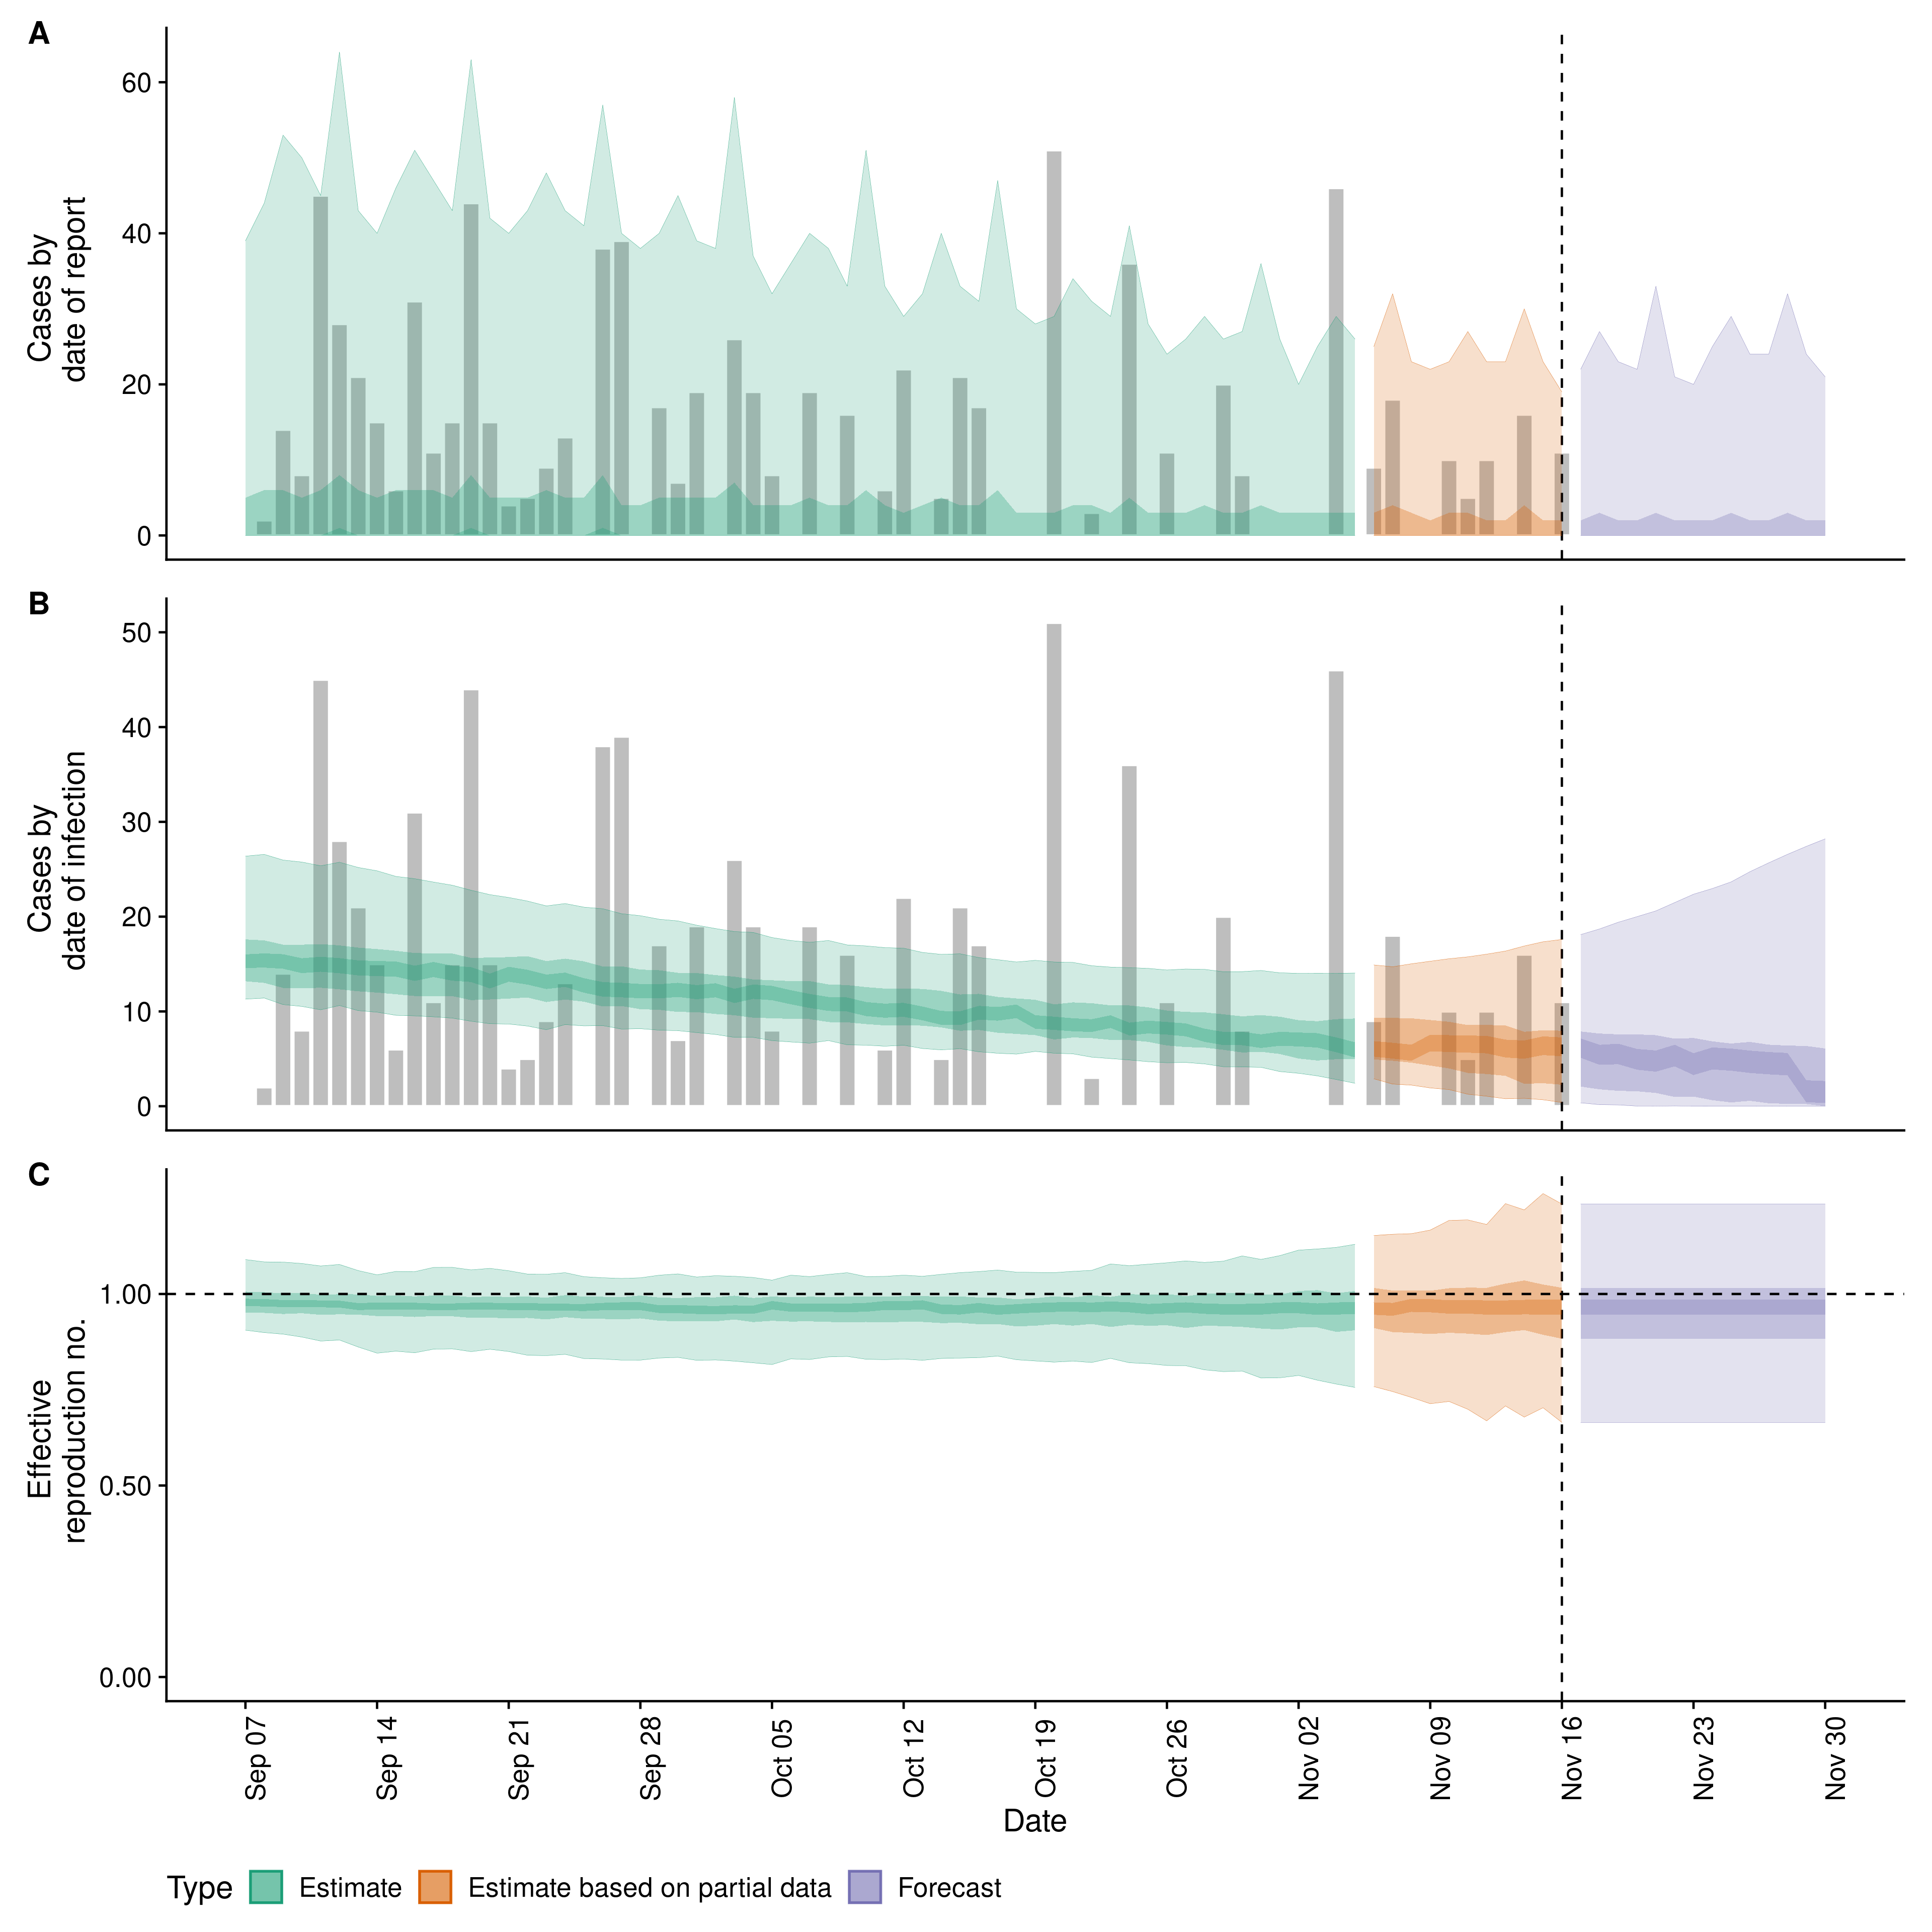 A
Cases by
date of report
60
40
20
0
B
Cases by
date of infection
50
40
30
20
10
0
C
Effective
reproduction no.
1.00
0.50
0.00
Sep 07
Sep 14
Sep 21
Sep 28
Oct 05
Oct 12
Oct 19
Oct 26
Nov 02
Nov 09
Nov 16
Nov 23
Nov 30
Date
Type Estimate Estimate based on partial data Forecast